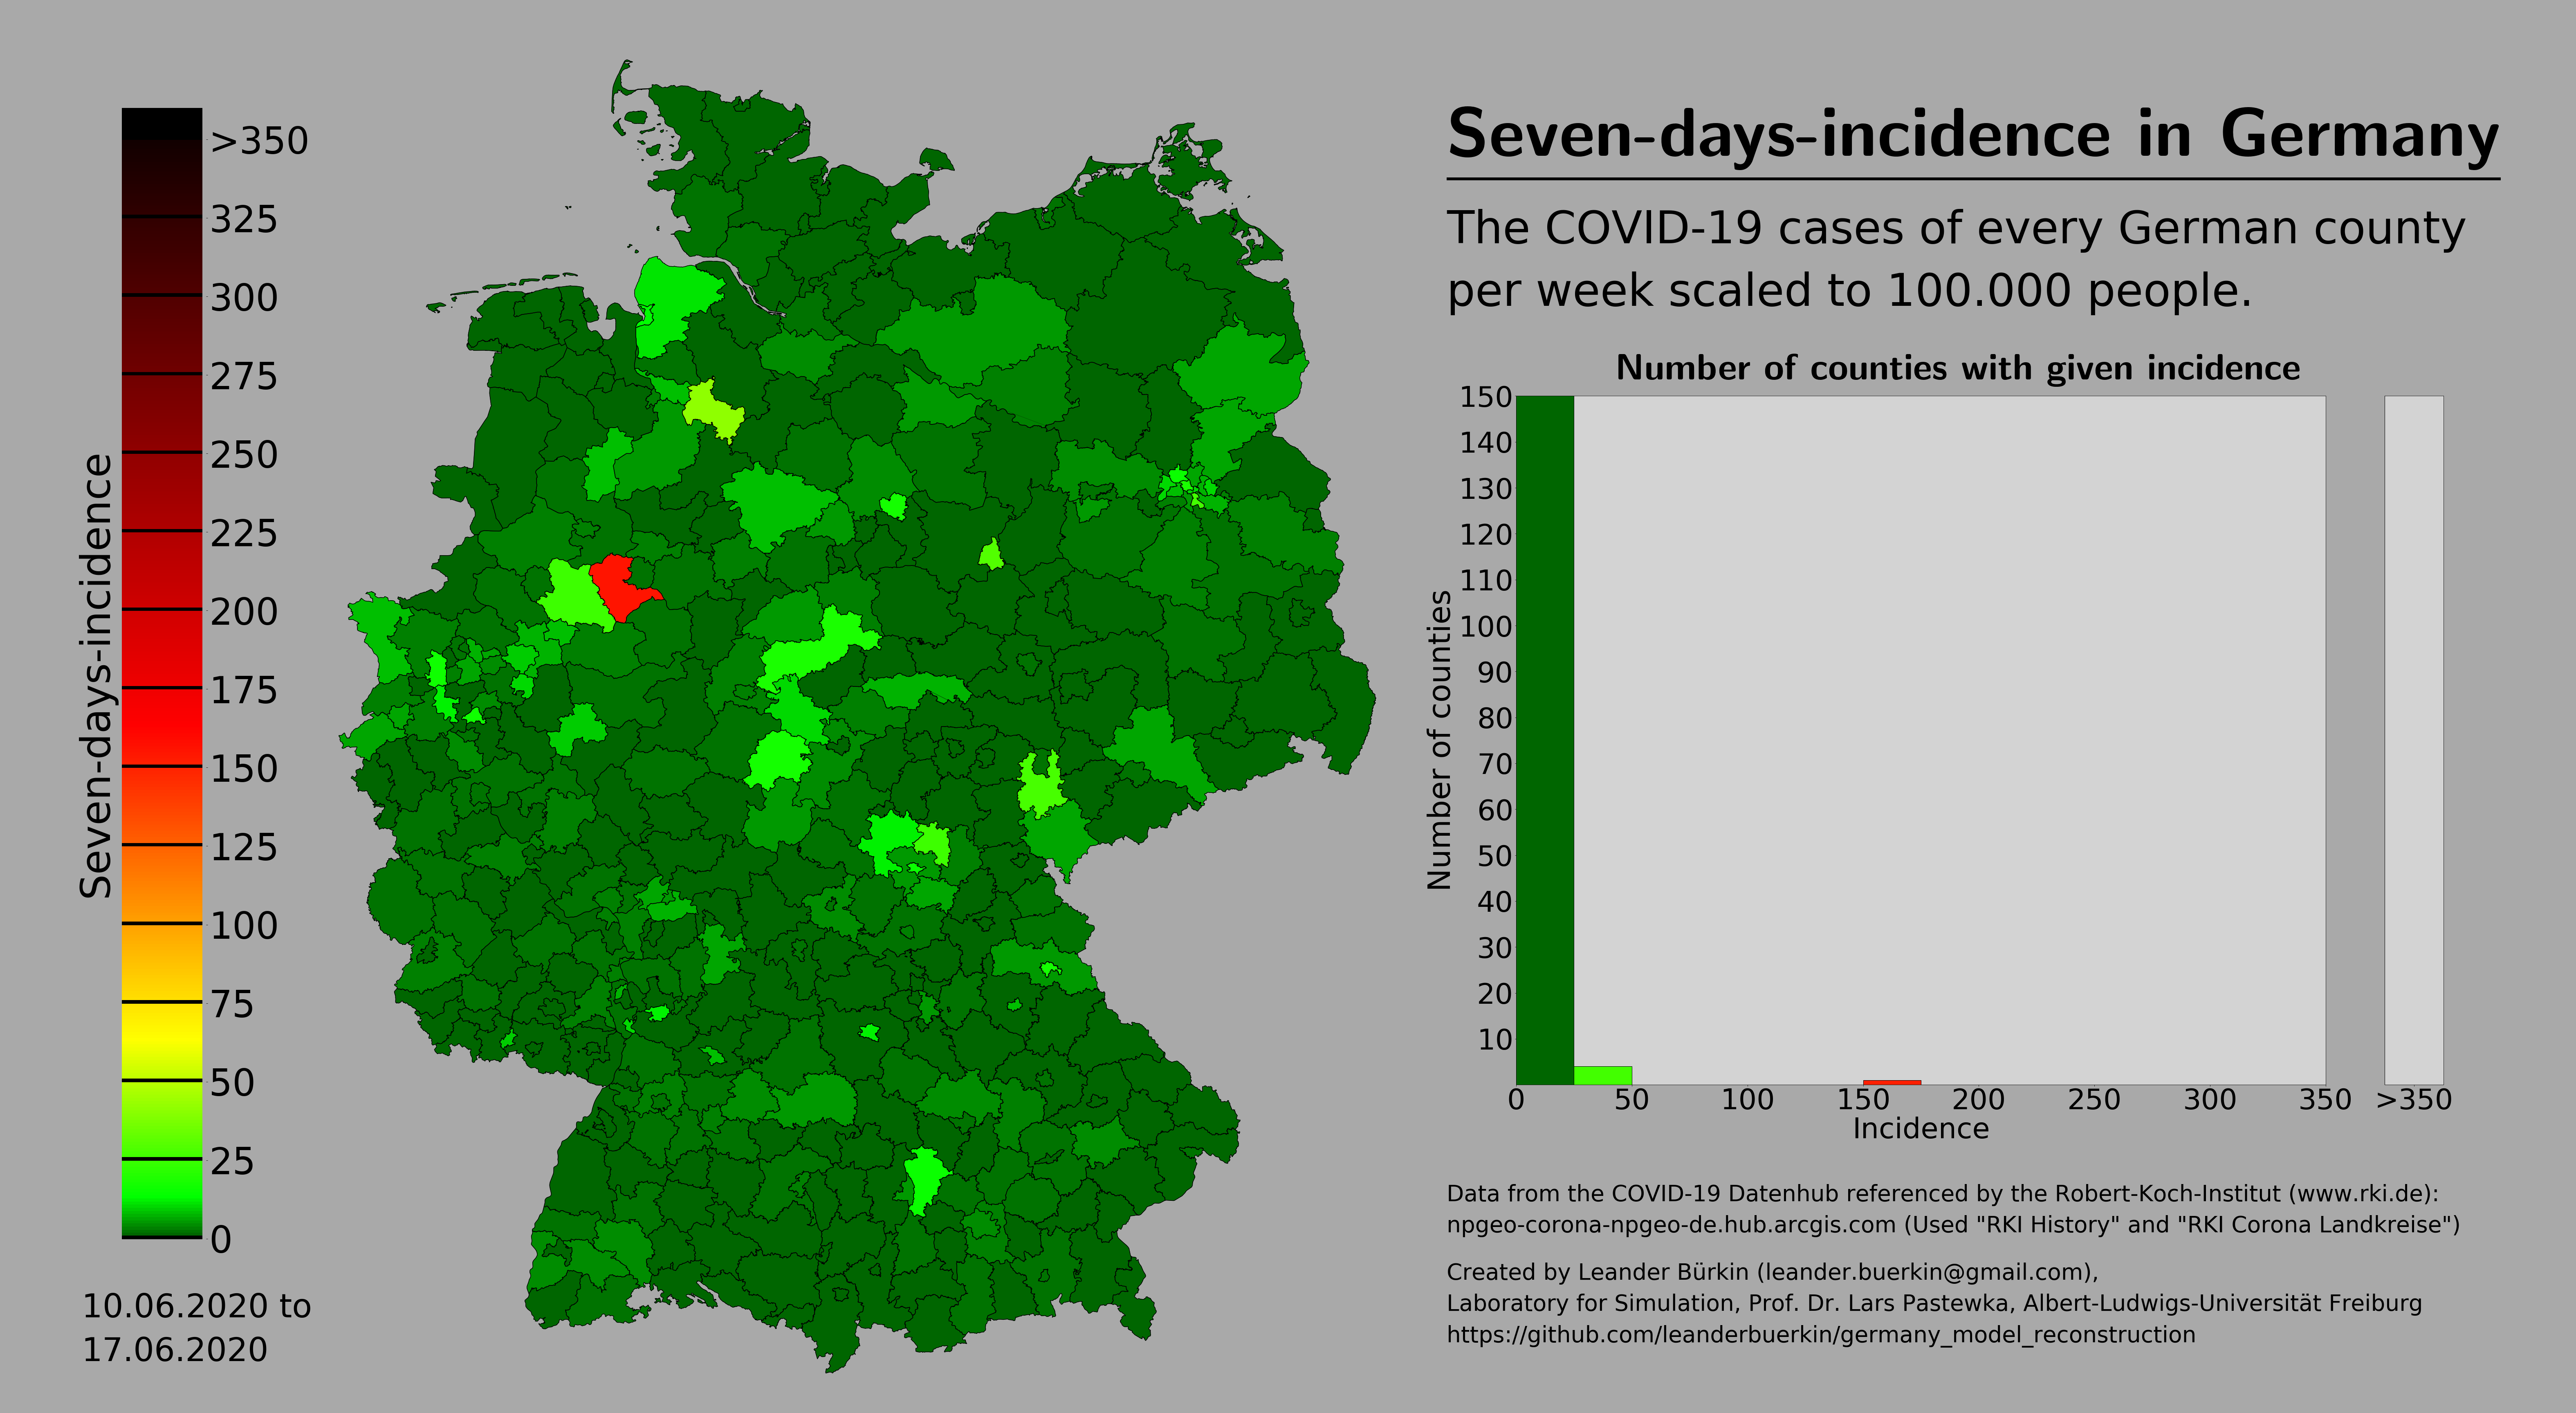 Seven-days-incidence in Germany
The COVID-19 cases of every German county
per week scaled to 100.000 people.
Seven-days-incidence
>350
325
300
275
250
225
200
175
150
125
100
75
50
25
0
10.06.2020 to
17.06.2020
Number of counties with given incidence
Number of counties
150
140
130
120
110
100
90
80
70
60
50
40
30
20
10
0 50 100 150 200 250 300 350 >350
Incidence
Data from the COVID-19 Datenhub referenced by the Robert-Koch-Institut (www.rki.de):
npgeo-corona-npgeo-de.hub.arcgis.com (Used "RKI History" and "RKI Corona Landkreise")
Created by Leander Bürkin (leander.buerkin@gmail.com),
Laboratory for Simulation, Prof. Dr. Lars Pastewka, Albert-Ludwigs-Universität Freiburg
https://github.com/leanderbuerkin/germany_model_reconstruction